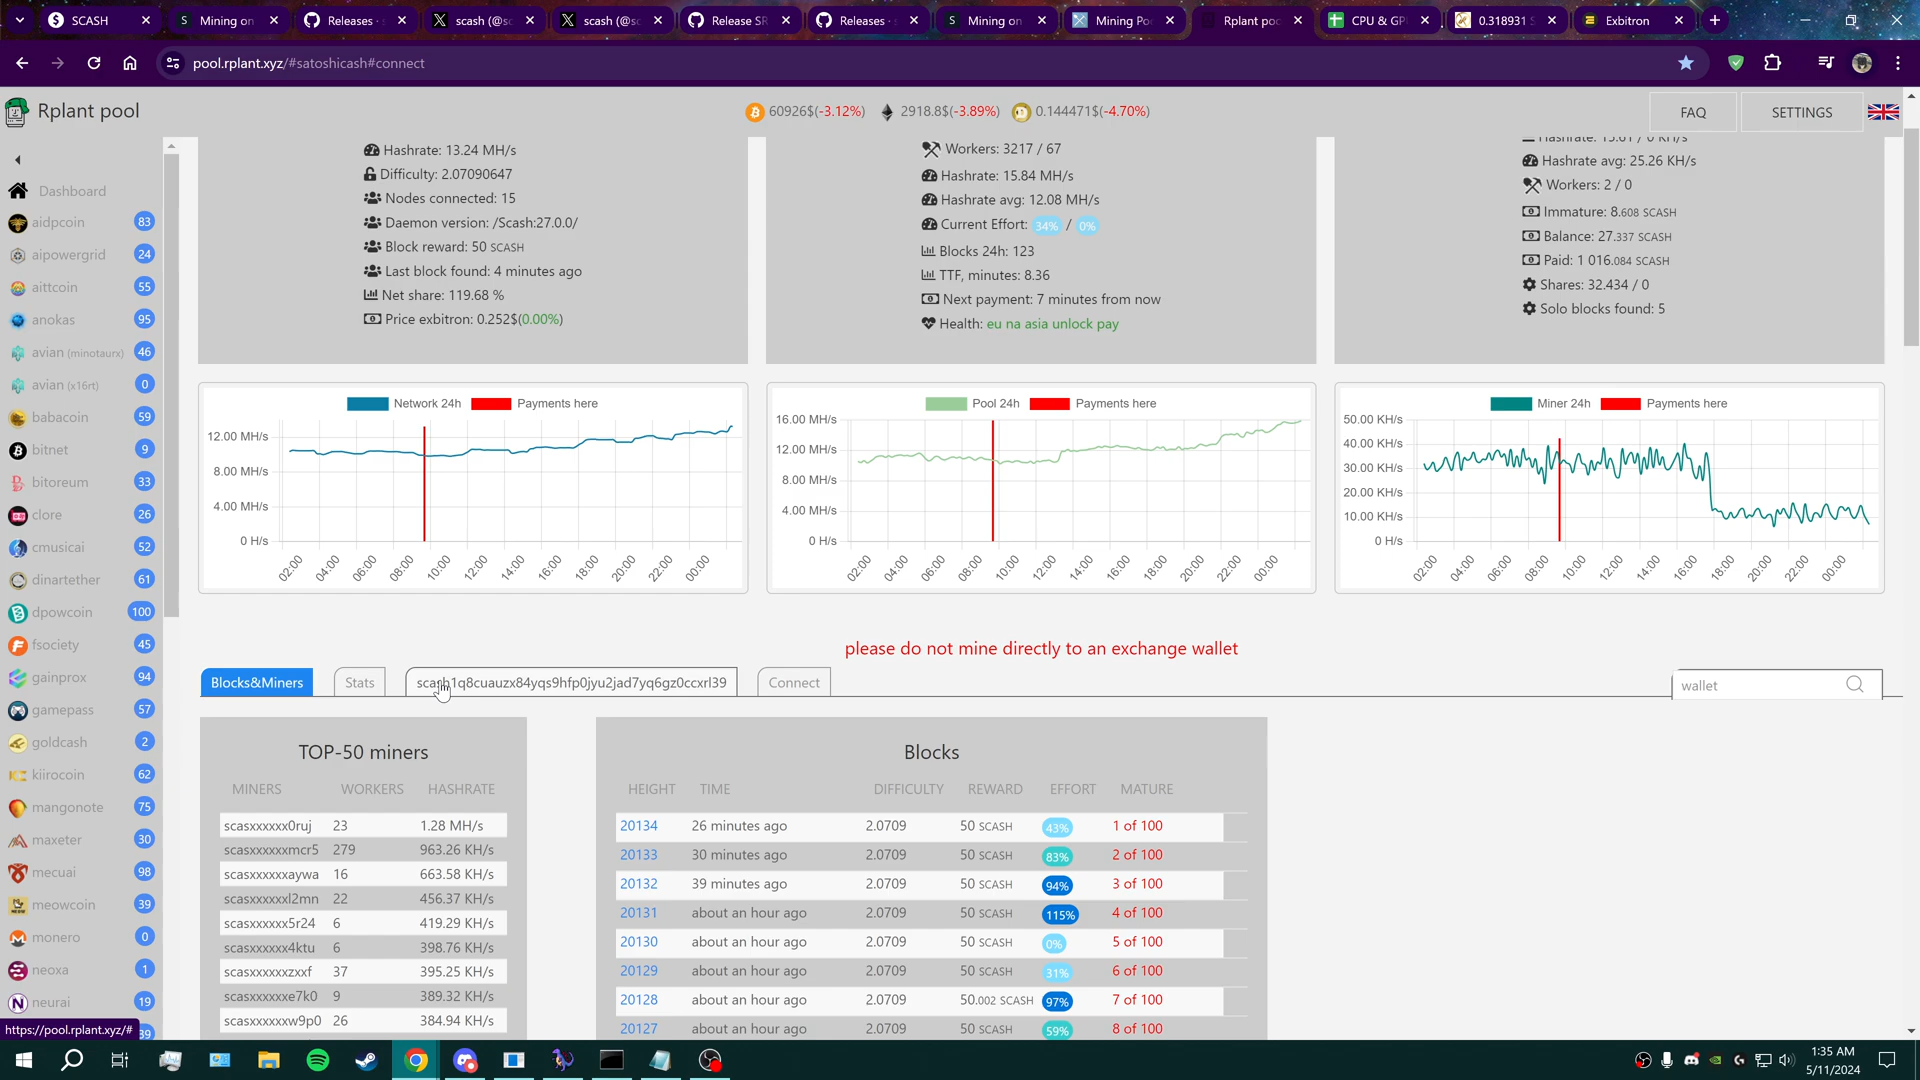 SCASH
Mining on
Releases · s
scash (@sc
scash (@sc
Release SR
Releases · s
Mining on
Mining Po
Rplant poo
CPU & GP
0.318931 S
Exbitron
pool.rplant.xyz/#satoshicash#connect
Rplant pool
60926$(-3.12%)
2918.8$(-3.89%)
0.144471$(-4.70%)
FAQ
SETTINGS
Dashboard
aidpcoin 83
aipowergrid 24
aittcoin 55
anokas 95
avian (minotaurx) 46
avian (x16rt) 0
babacoin 59
bitnet 9
bitoreum 33
clore 26
cmusicai 52
dinartether 61
dpowcoin 100
fsociety 45
gainprox 94
gamepass 57
goldcash 2
kiirocoin 62
mangonote 75
maxeter 30
mecuai 98
meowcoin 39
monero 0
neoxa 1
neurai 19
https://pool.rplant.xyz/#
Hashrate: 13.24 MH/s
Difficulty: 2.07090647
Nodes connected: 15
Daemon version: /Scash:27.0.0/
Block reward: 50 SCASH
Last block found: 4 minutes ago
Net share: 119.68 %
Price exbitron: 0.252$(0.00%)
Workers: 3217 / 67
Hashrate: 15.84 MH/s
Hashrate avg: 12.08 MH/s
Current Effort: 34% / 0%
Blocks 24h: 123
TTF, minutes: 8.36
Next payment: 7 minutes from now
Health: eu na asia unlock pay
Hashrate avg: 25.26 KH/s
Workers: 2 / 0
Immature: 8.608 SCASH
Balance: 27.337 SCASH
Paid: 1 016.084 SCASH
Shares: 32.434 / 0
Solo blocks found: 5
Network 24h Payments here
12.00 MH/s
8.00 MH/s
4.00 MH/s
0 H/s
02:00 04:00 06:00 08:00 10:00 12:00 14:00 16:00 18:00 20:00 22:00 00:00
Pool 24h Payments here
16.00 MH/s
12.00 MH/s
8.00 MH/s
4.00 MH/s
0 H/s
02:00 04:00 06:00 08:00 10:00 12:00 14:00 16:00 18:00 20:00 22:00 00:00
Miner 24h Payments here
50.00 KH/s
40.00 KH/s
30.00 KH/s
20.00 KH/s
10.00 KH/s
0 H/s
02:00 04:00 06:00 08:00 10:00 12:00 14:00 16:00 18:00 20:00 22:00 00:00
please do not mine directly to an exchange wallet
Blocks&Miners
Stats
scash1q8cuauzx84yqs9hfp0jyu2jad7yq6gz0ccxrl39
Connect
wallet
TOP-50 miners
MINERS WORKERS HASHRATE
scasxxxxxx0ruj 23 1.28 MH/s
scasxxxxxxmcr5 279 963.26 KH/s
scasxxxxxxaywa 16 663.58 KH/s
scasxxxxxxl2mn 22 456.37 KH/s
scasxxxxxx5r24 6 419.29 KH/s
scasxxxxxx4ktu 6 398.76 KH/s
scasxxxxxxzxxf 37 395.25 KH/s
scasxxxxxxe7k0 9 389.32 KH/s
scasxxxxxxw9p0 26 384.94 KH/s
Blocks
HEIGHT TIME DIFFICULTY REWARD EFFORT MATURE
20134 26 minutes ago 2.0709 50 SCASH 43% 1 of 100
20133 30 minutes ago 2.0709 50 SCASH 83% 2 of 100
20132 39 minutes ago 2.0709 50 SCASH 94% 3 of 100
20131 about an hour ago 2.0709 50 SCASH 115% 4 of 100
20130 about an hour ago 2.0709 50 SCASH 0% 5 of 100
20129 about an hour ago 2.0709 50 SCASH 31% 6 of 100
20128 about an hour ago 2.0709 50.002 SCASH 97% 7 of 100
20127 about an hour ago 2.0709 50 SCASH 59% 8 of 100
1:35 AM
5/11/2024